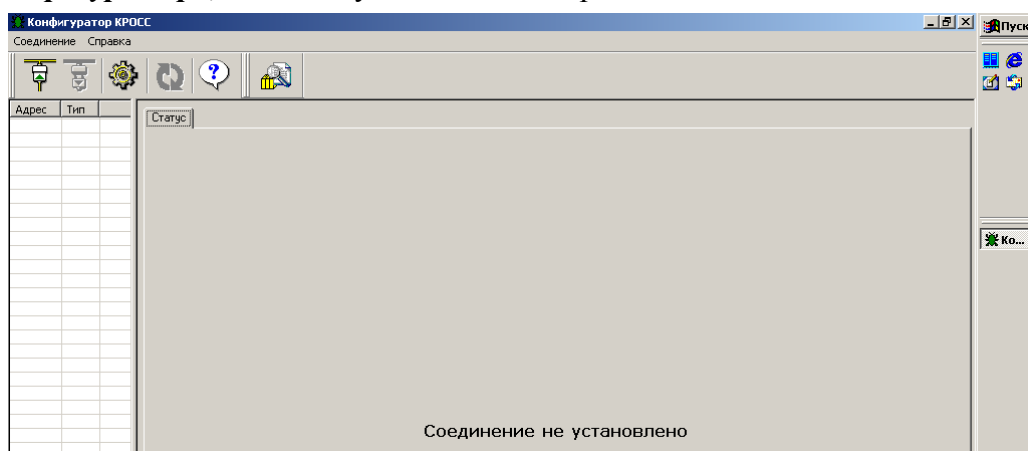 Конфигуратор КРОСС
Пуск
Соединение Справка
Адрес Тип
Статус
Ко...
Соединение не установлено